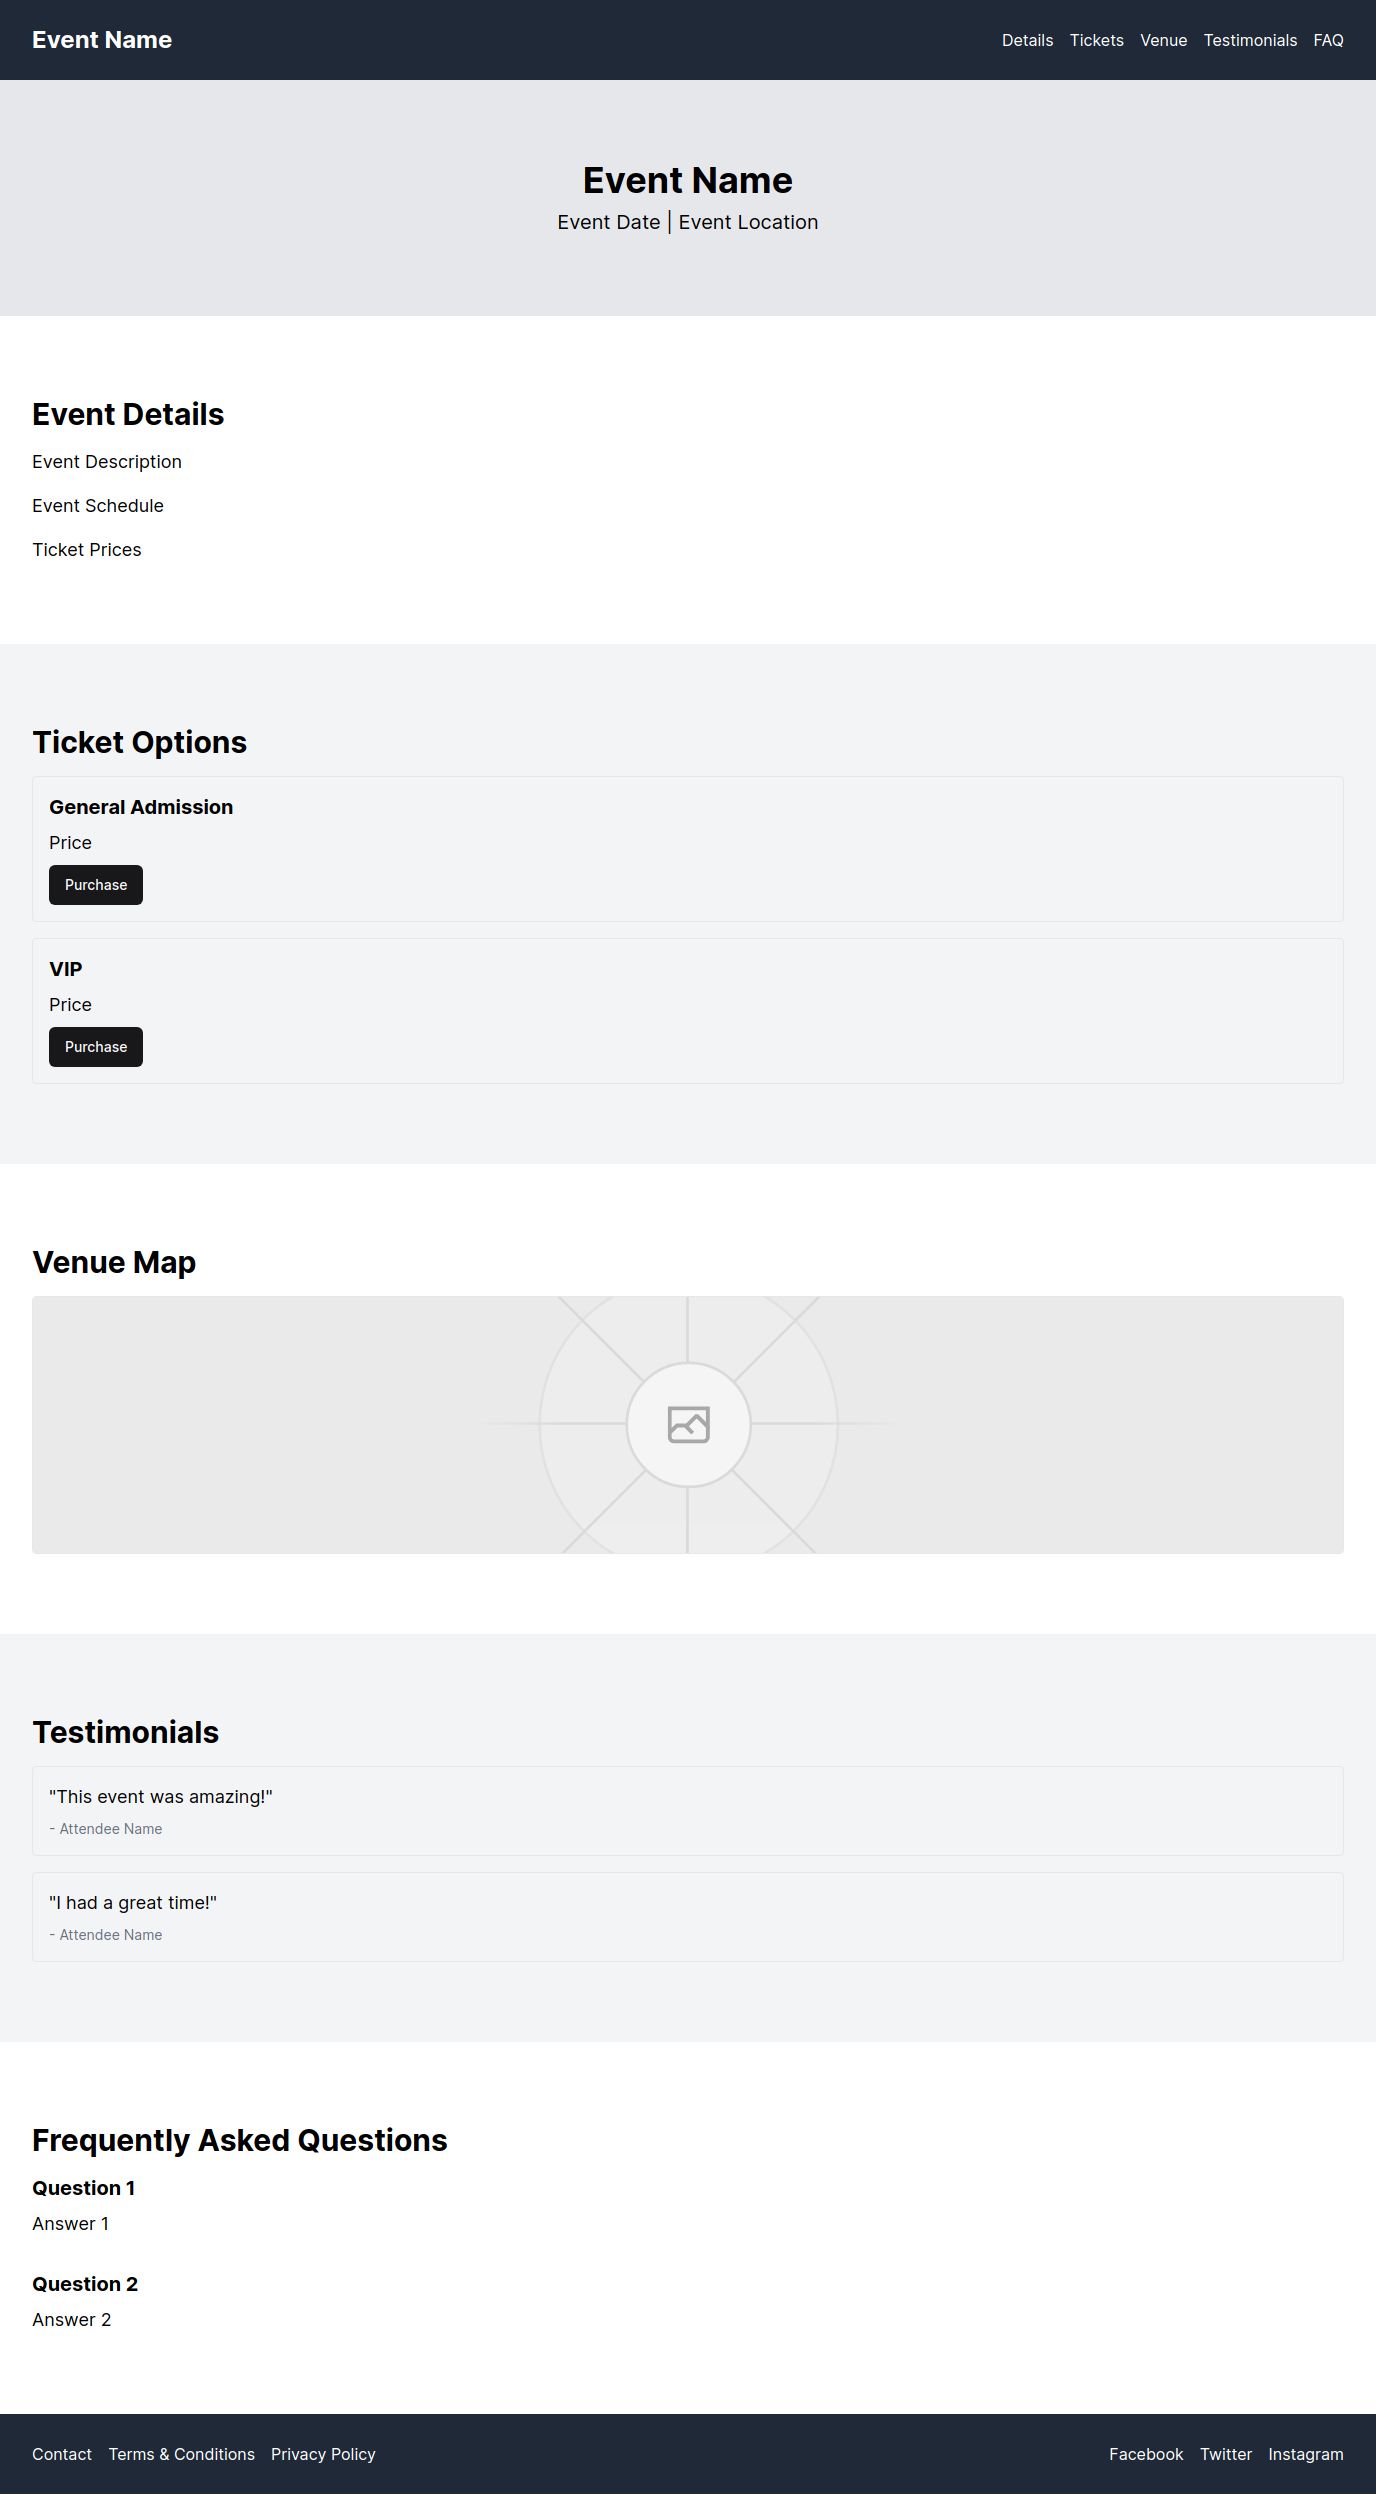 Event Name
Details Tickets Venue Testimonials FAQ
Event Name
Event Date | Event Location
Event Details
Event Description
Event Schedule
Ticket Prices
Ticket Options
General Admission
Price
Purchase
VIP
Price
Purchase
Venue Map
Testimonials
"This event was amazing!"
- Attendee Name
"I had a great time!"
- Attendee Name
Frequently Asked Questions
Question 1
Answer 1
Question 2
Answer 2
Contact Terms & Conditions Privacy Policy
Facebook Twitter Instagram